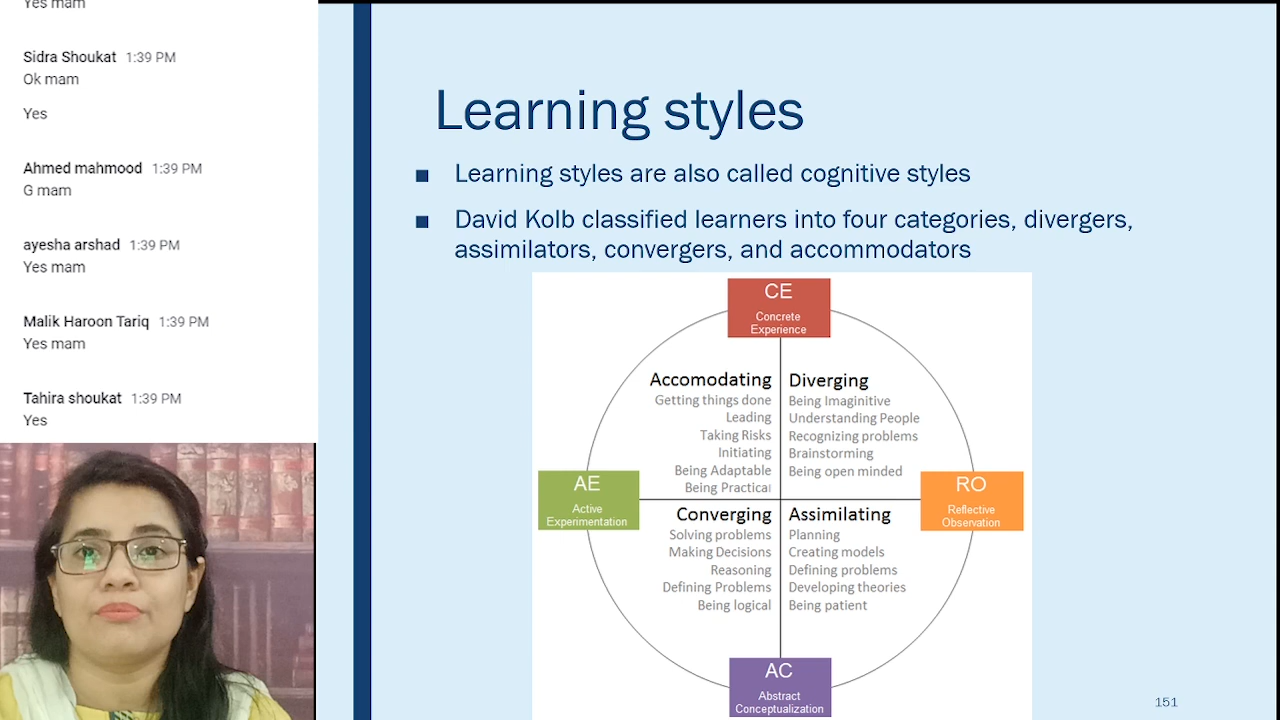 Yes mam
Sidra Shoukat 1:39 PM
Ok mam
Yes
Ahmed mahmood 1:39 PM
G mam
ayesha arshad 1:39 PM
Yes mam
Malik Haroon Tariq 1:39 PM
Yes mam
Tahira shoukat 1:39 PM
Yes
Learning styles
Learning styles are also called cognitive styles
David Kolb classified learners into four categories, divergers,
assimilators, convergers, and accommodators
CE
Concrete
Experience
Accomodating
Getting things done
Leading
Taking Risks
Initiating
Being Adaptable
Being Practical
Diverging
Being Imaginitive
Understanding People
Recognizing problems
Brainstorming
Being open minded
AE
Active
Experimentation
RO
Reflective
Observation
Converging
Solving problems
Making Decisions
Reasoning
Defining Problems
Being logical
Assimilating
Planning
Creating models
Defining problems
Developing theories
Being patient
AC
Abstract
Conceptualization
151